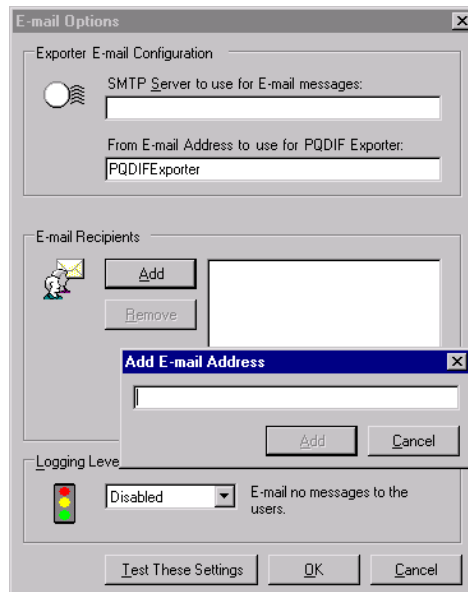 E-mail Options
Exporter E-mail Configuration
SMTP Server to use for E-mail messages:
From E-mail Address to use for PQDIF Exporter:
PQDIFExporter
E-mail Recipients
Add
Remove
Add E-mail Address
Add
Cancel
Logging Leve
Disabled
E-mail no messages to the
users.
Test These Settings
OK
Cancel